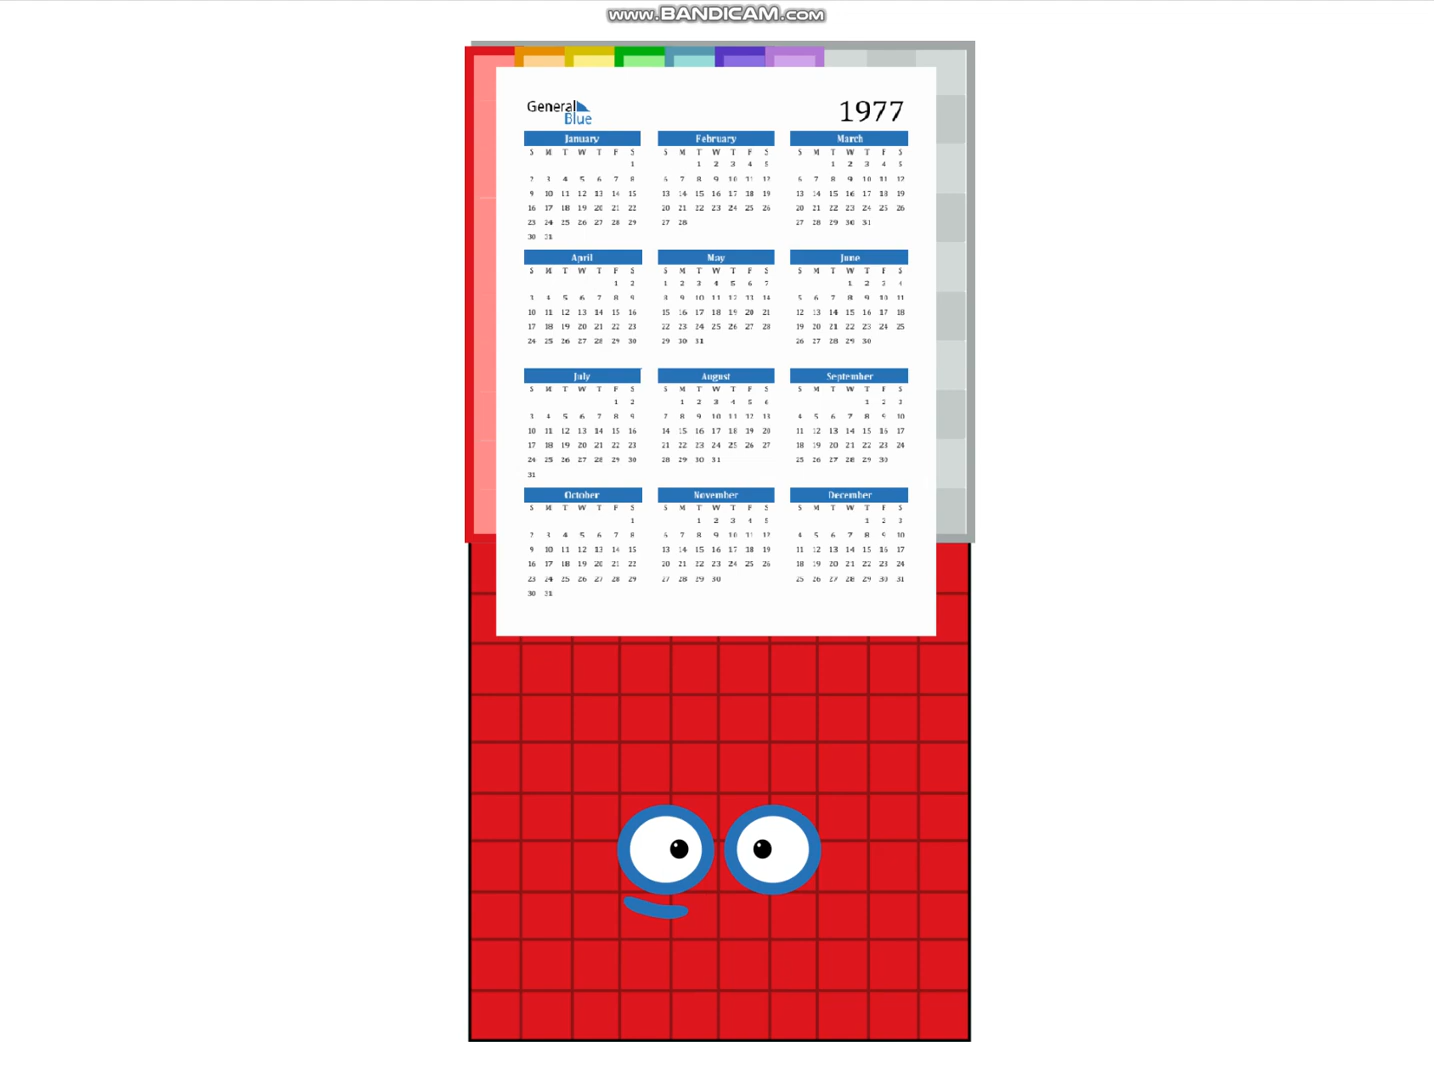 www.BANDICAM.com
General
Blue
1977
January
S M T W T F S
1
2 3 4 5 6 7 8
9 10 11 12 13 14 15
16 17 18 19 20 21 22
23 24 25 26 27 28 29
30 31
February
S M T W T F S
1 2 3 4 5
6 7 8 9 10 11 12
13 14 15 16 17 18 19
20 21 22 23 24 25 26
27 28
March
S M T W T F S
1 2 3 4 5
6 7 8 9 10 11 12
13 14 15 16 17 18 19
20 21 22 23 24 25 26
27 28 29 30 31
April
S M T W T F S
1 2
3 4 5 6 7 8 9
10 11 12 13 14 15 16
17 18 19 20 21 22 23
24 25 26 27 28 29 30
May
S M T W T F S
1 2 3 4 5 6 7
8 9 10 11 12 13 14
15 16 17 18 19 20 21
22 23 24 25 26 27 28
29 30 31
June
S M T W T F S
1 2 3 4
5 6 7 8 9 10 11
12 13 14 15 16 17 18
19 20 21 22 23 24 25
26 27 28 29 30
July
S M T W T F S
1 2
3 4 5 6 7 8 9
10 11 12 13 14 15 16
17 18 19 20 21 22 23
24 25 26 27 28 29 30
31
August
S M T W T F S
1 2 3 4 5 6
7 8 9 10 11 12 13
14 15 16 17 18 19 20
21 22 23 24 25 26 27
28 29 30 31
September
S M T W T F S
1 2 3
4 5 6 7 8 9 10
11 12 13 14 15 16 17
18 19 20 21 22 23 24
25 26 27 28 29 30
October
S M T W T F S
1
2 3 4 5 6 7 8
9 10 11 12 13 14 15
16 17 18 19 20 21 22
23 24 25 26 27 28 29
30 31
November
S M T W T F S
1 2 3 4 5
6 7 8 9 10 11 12
13 14 15 16 17 18 19
20 21 22 23 24 25 26
27 28 29 30
December
S M T W T F S
1 2 3
4 5 6 7 8 9 10
11 12 13 14 15 16 17
18 19 20 21 22 23 24
25 26 27 28 29 30 31